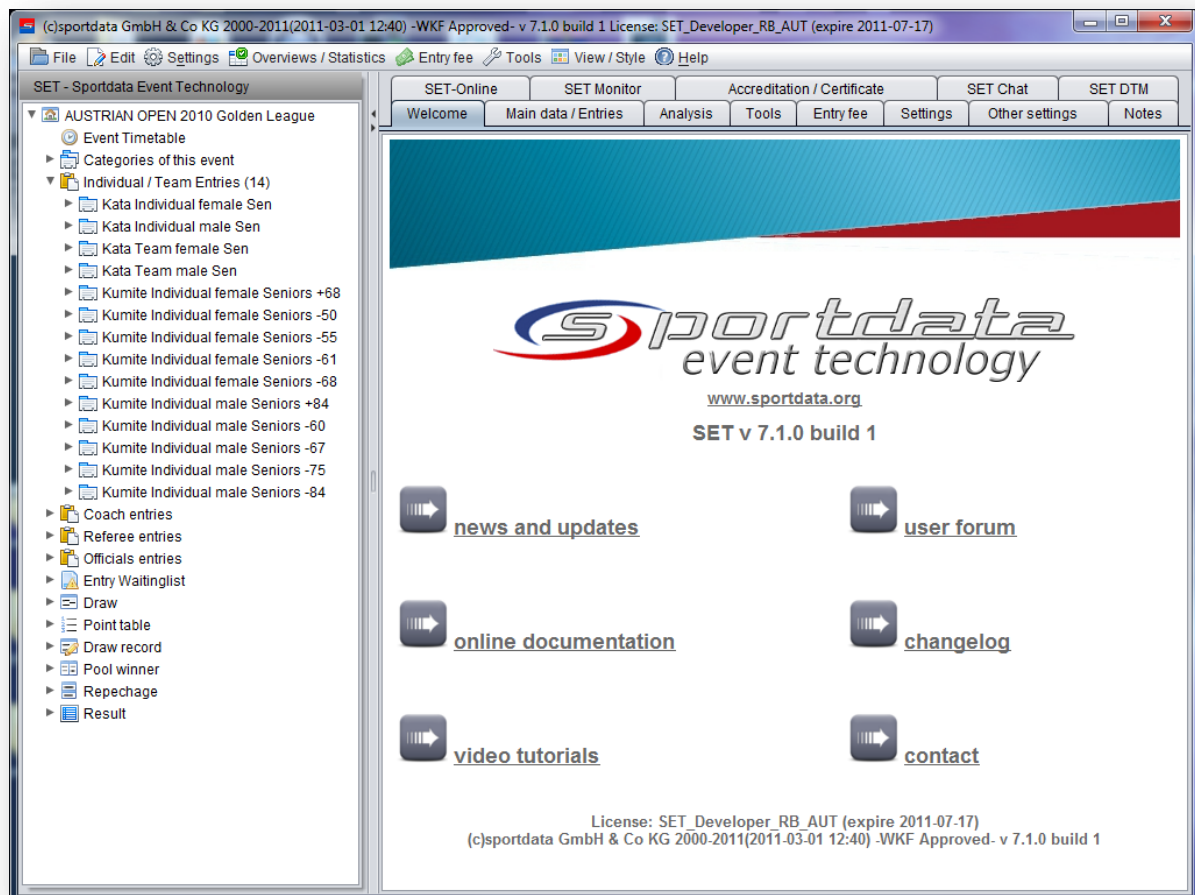 (c)sportdata GmbH & Co KG 2000-2011(2011-03-01 12:40) -WKF Approved- v 7.1.0 build 1 License: SET_Developer_RB_AUT (expire 2011-07-17)
File Edit Settings Overviews / Statistics Entry fee Tools View / Style Help
SET - Sportdata Event Technology
AUSTRIAN OPEN 2010 Golden League
Event Timetable
Categories of this event
Individual / Team Entries (14)
Kata Individual female Sen
Kata Individual male Sen
Kata Team female Sen
Kata Team male Sen
Kumite Individual female Seniors +68
Kumite Individual female Seniors -50
Kumite Individual female Seniors -55
Kumite Individual female Seniors -61
Kumite Individual female Seniors -68
Kumite Individual male Seniors +84
Kumite Individual male Seniors -60
Kumite Individual male Seniors -67
Kumite Individual male Seniors -75
Kumite Individual male Seniors -84
Coach entries
Referee entries
Officials entries
Entry Waitinglist
Draw
Point table
Draw record
Pool winner
Repechage
Result
SET-Online SET Monitor Accreditation / Certificate SET Chat SET DTM
Welcome Main data / Entries Analysis Tools Entry fee Settings Other settings Notes
sportdata
event technology
www.sportdata.org
SET v 7.1.0 build 1
news and updates user forum
online documentation changelog
video tutorials contact
License: SET_Developer_RB_AUT (expire 2011-07-17)
(c)sportdata GmbH & Co KG 2000-2011(2011-03-01 12:40) -WKF Approved- v 7.1.0 build 1